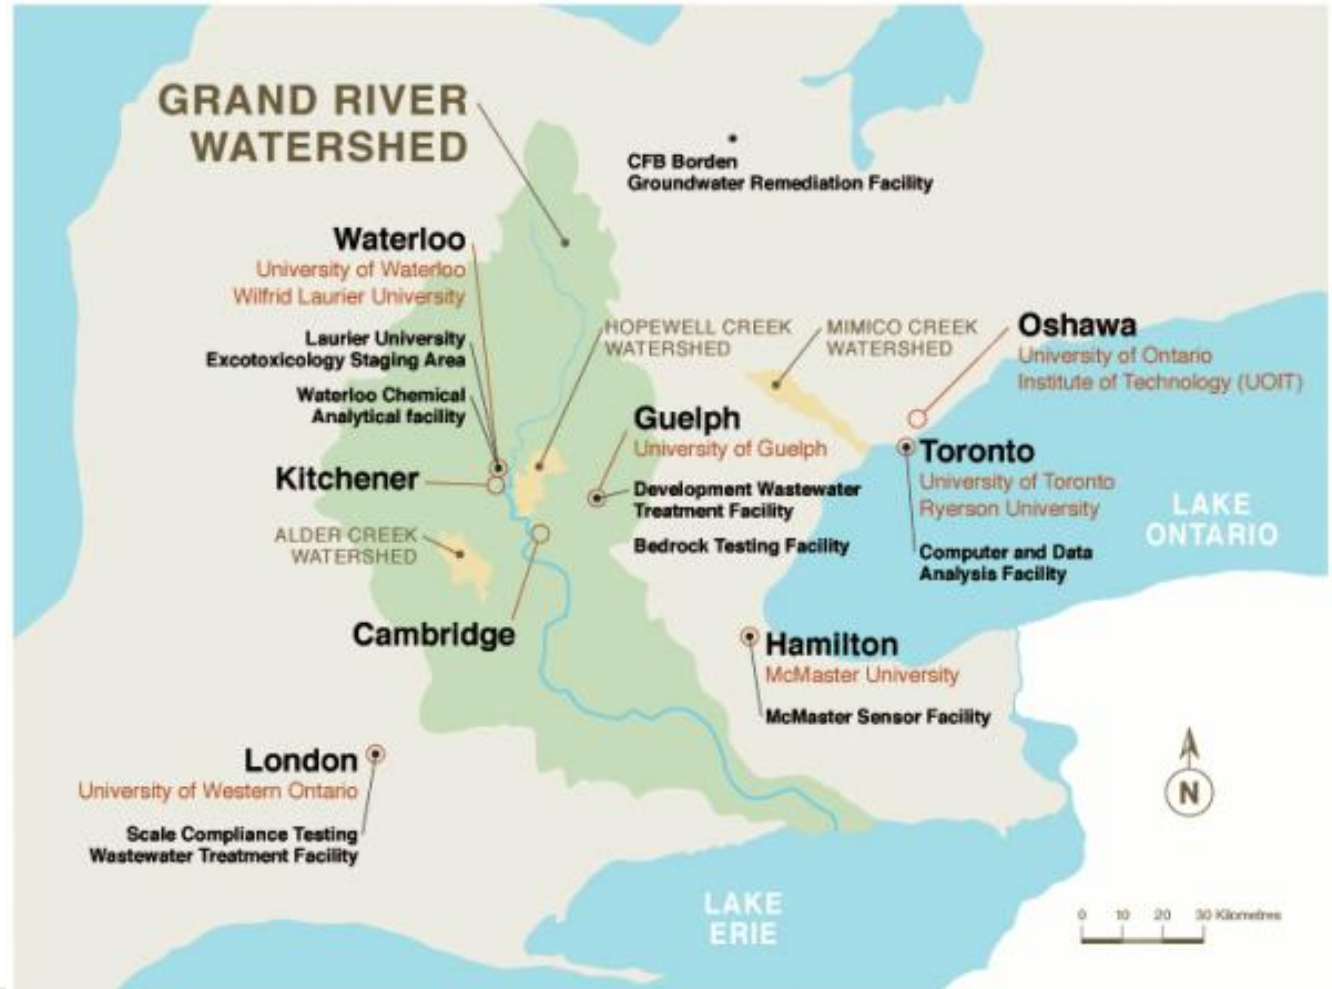 GRAND RIVER
WATERSHED
CFB Borden
Groundwater Remediation Facility
Waterloo
University of Waterloo
Wilfrid Laurier University
Laurier University
Excotoxicology Staging Area
Waterloo Chemical
Analytical facility
HOPEWELL CREEK
WATERSHED
MIMICO CREEK
WATERSHED
Oshawa
University of Ontario
Institute of Technology (UOIT)
Guelph
University of Guelph
Development Wastewater
Treatment Facility
Bedrock Testing Facility
Kitchener
Toronto
University of Toronto
Ryerson University
Computer and Data
Analysis Facility
LAKE
ONTARIO
ALDER CREEK
WATERSHED
Cambridge
Hamilton
McMaster University
McMaster Sensor Facility
London
University of Western Ontario
Scale Compliance Testing
Wastewater Treatment Facility
N
LAKE
ERIE
0 10 20 30 Kilometres